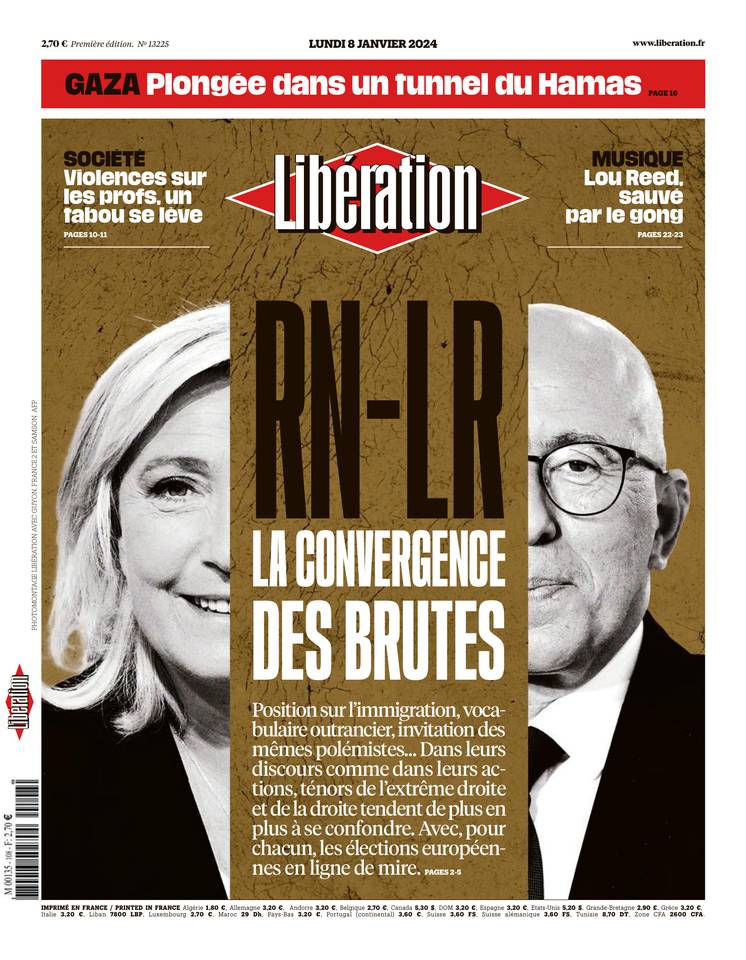 2,70 € Première édition. Nº 13225
LUNDI 8 JANVIER 2024
www.liberation.fr
GAZA Plongée dans un tunnel du Hamas PAGE 16
SOCIÉTÉ
Violences sur
les profs, un
tabou se lève
PAGES 10-11
Libération
MUSIQUE
Lou Reed,
sauvé
par le gong
PAGES 22-23
RN-LR
LA CONVERGENCE
DES BRUTES
Position sur l’immigration, voca-
bulaire outrancier, invitation des
mêmes polémistes... Dans leurs
discours comme dans leurs ac-
tions, ténors de l’extrême droite
et de la droite tendent de plus en
plus à se confondre. Avec, pour
chacun, les élections européen-
nes en ligne de mire. PAGES 2-5
PHOTOMONTAGE LIBÉRATION AVEC GUYON, FRANCE 2 ET SAMSON. AFP
Libération
M 00135 - 108 - F: 2,70 €
IMPRIMÉ EN FRANCE / PRINTED IN FRANCE Algérie 1,80 €, Allemagne 3,20 €, Andorre 3,20 €, Belgique 2,70 €, Canada 5,30 $, DOM 3,20 €, Espagne 3,20 €, Etats-Unis 5,20 $, Grande-Bretagne 2,90 £, Grèce 3,20 €,
Italie 3,20 €, Liban 7800 LBP, Luxembourg 2,70 €, Maroc 29 Dh, Pays-Bas 3,20 €, Portugal (continental) 3,60 €, Suisse 3,60 FS, Suisse alémanique 3,60 FS, Tunisie 8,70 DT, Zone CFA 2600 CFA.